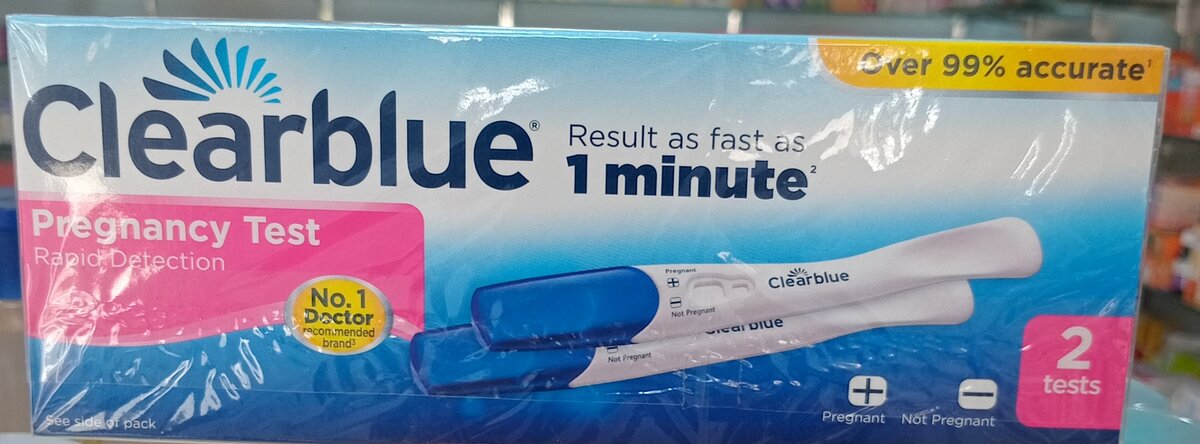 Clearblue®
Over 99% accurate¹
Result as fast as
1 minute²
Pregnancy Test
Rapid Detection
No. 1
Doctor
recommended
brand³
Pregnant
Not Pregnant
Clearblue
Clearblue
Not Pregnant
2
tests
Pregnant
Not Pregnant
See side of pack